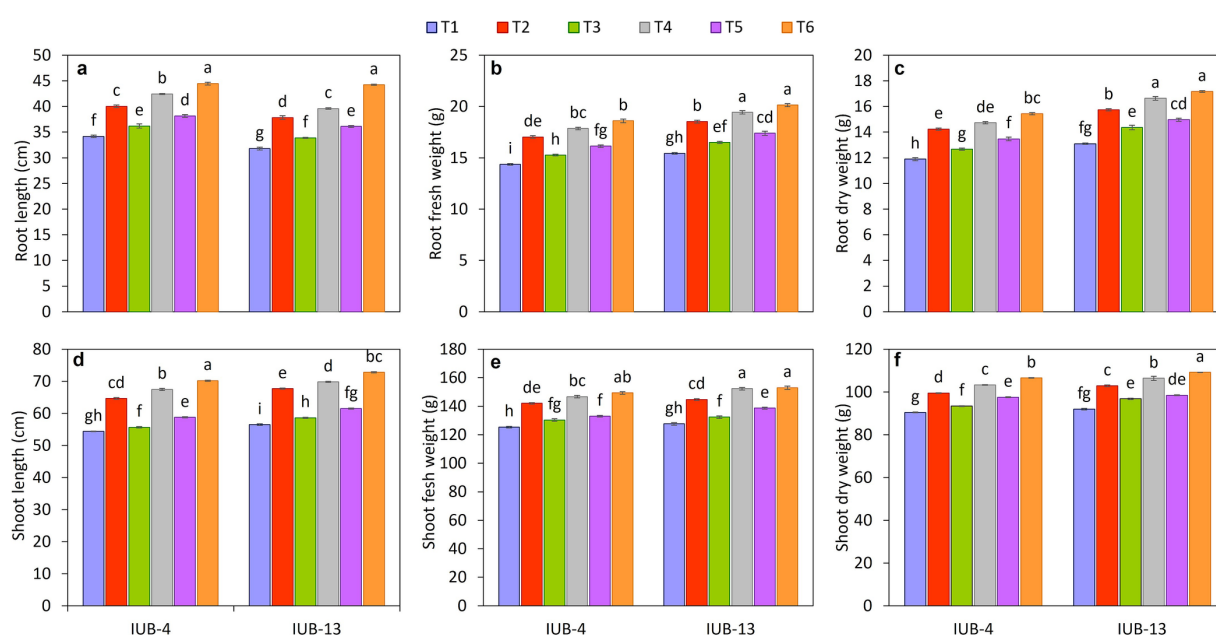 T1 T2 T3 T4 T5 T6
a
Root length (cm)
50
45
40
35
30
25
20
15
10
5
0
f c e b d a
g d f c e a
b
Root fresh weight (g)
25
20
15
10
5
0
i de h bc fg b
gh b ef a cd a
c
Root dry weight (g)
20
18
16
14
12
10
8
6
4
2
0
h e g de f bc
fg b e a cd a
d
Shoot length (cm)
80
70
60
50
40
30
20
10
0
gh cd f b e a
i e h d fg bc
IUB-4 IUB-13
e
Shoot fesh weight (g)
180
160
140
120
100
80
60
40
20
0
h de fg bc f ab
gh cd f a e a
IUB-4 IUB-13
f
Shoot dry weight (g)
120
100
80
60
40
20
0
g d f c e b
fg c e b de a
IUB-4 IUB-13